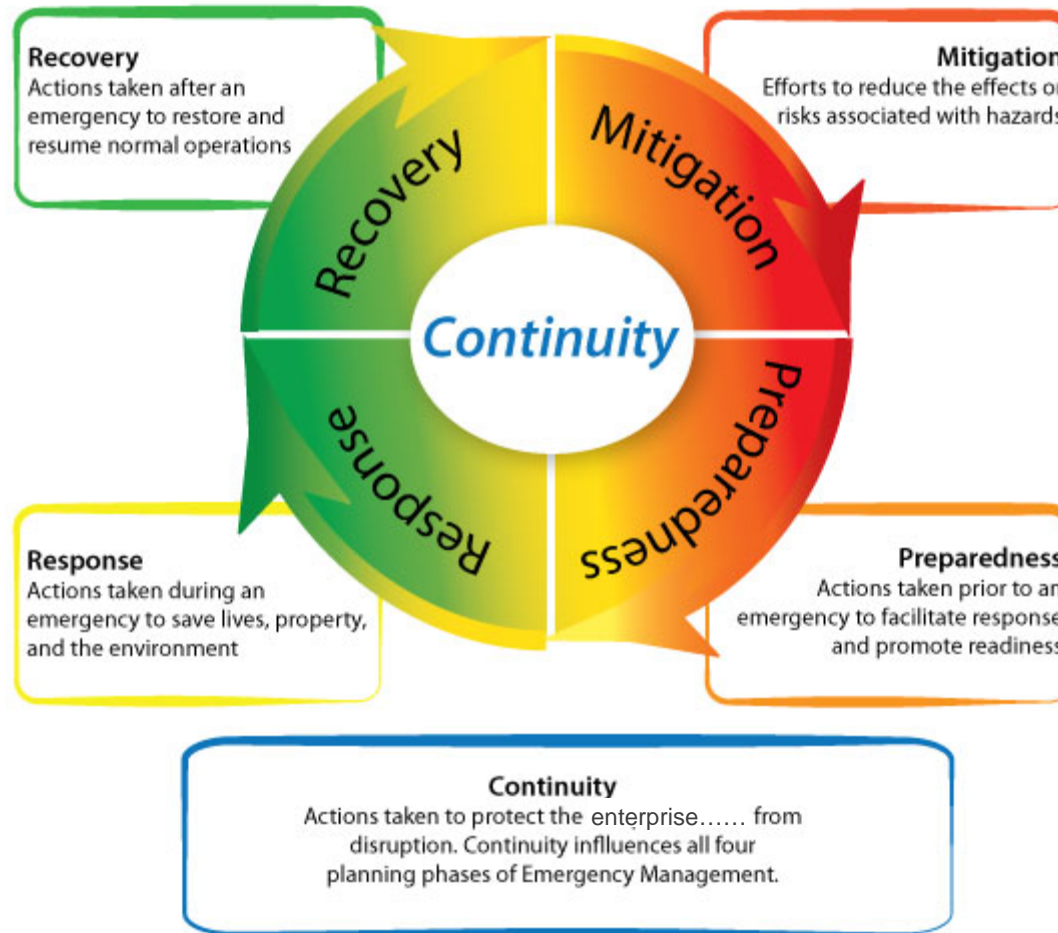 Recovery
Actions taken after an
emergency to restore and
resume normal operations
Mitigation
Efforts to reduce the effects or
risks associated with hazards
Recovery
Mitigation
Continuity
Response
Preparedness
Response
Actions taken during an
emergency to save lives, property,
and the environment
Preparedness
Actions taken prior to an
emergency to facilitate response
and promote readiness
Continuity
Actions taken to protect the enterprise...... from
disruption. Continuity inflluences all four
planning phases of Emergency Management.